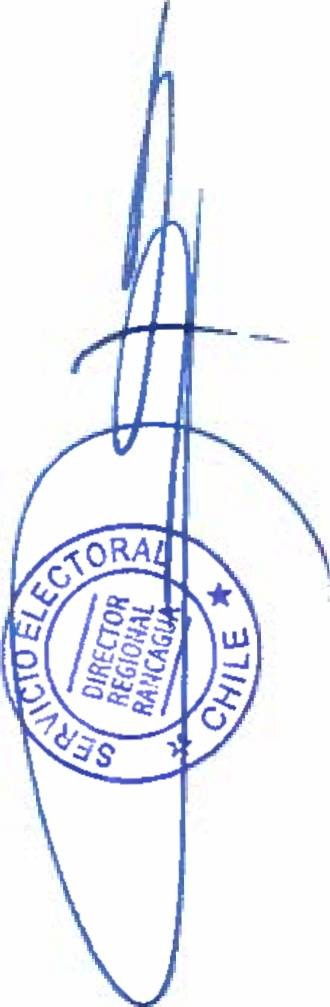 SERVICIO ELECTORAL
★ CHILE ★
DIRECTOR
REGIONAL
RANCAGUA